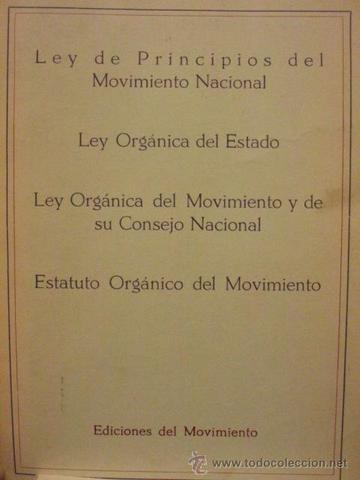 Ley de Principios del
Movimiento Nacional
Ley Orgánica del Estado
Ley Orgánica del Movimiento y de
su Consejo Nacional
Estatuto Orgánico del Movimiento
Ediciones del Movimiento
www.todocoleccion.net